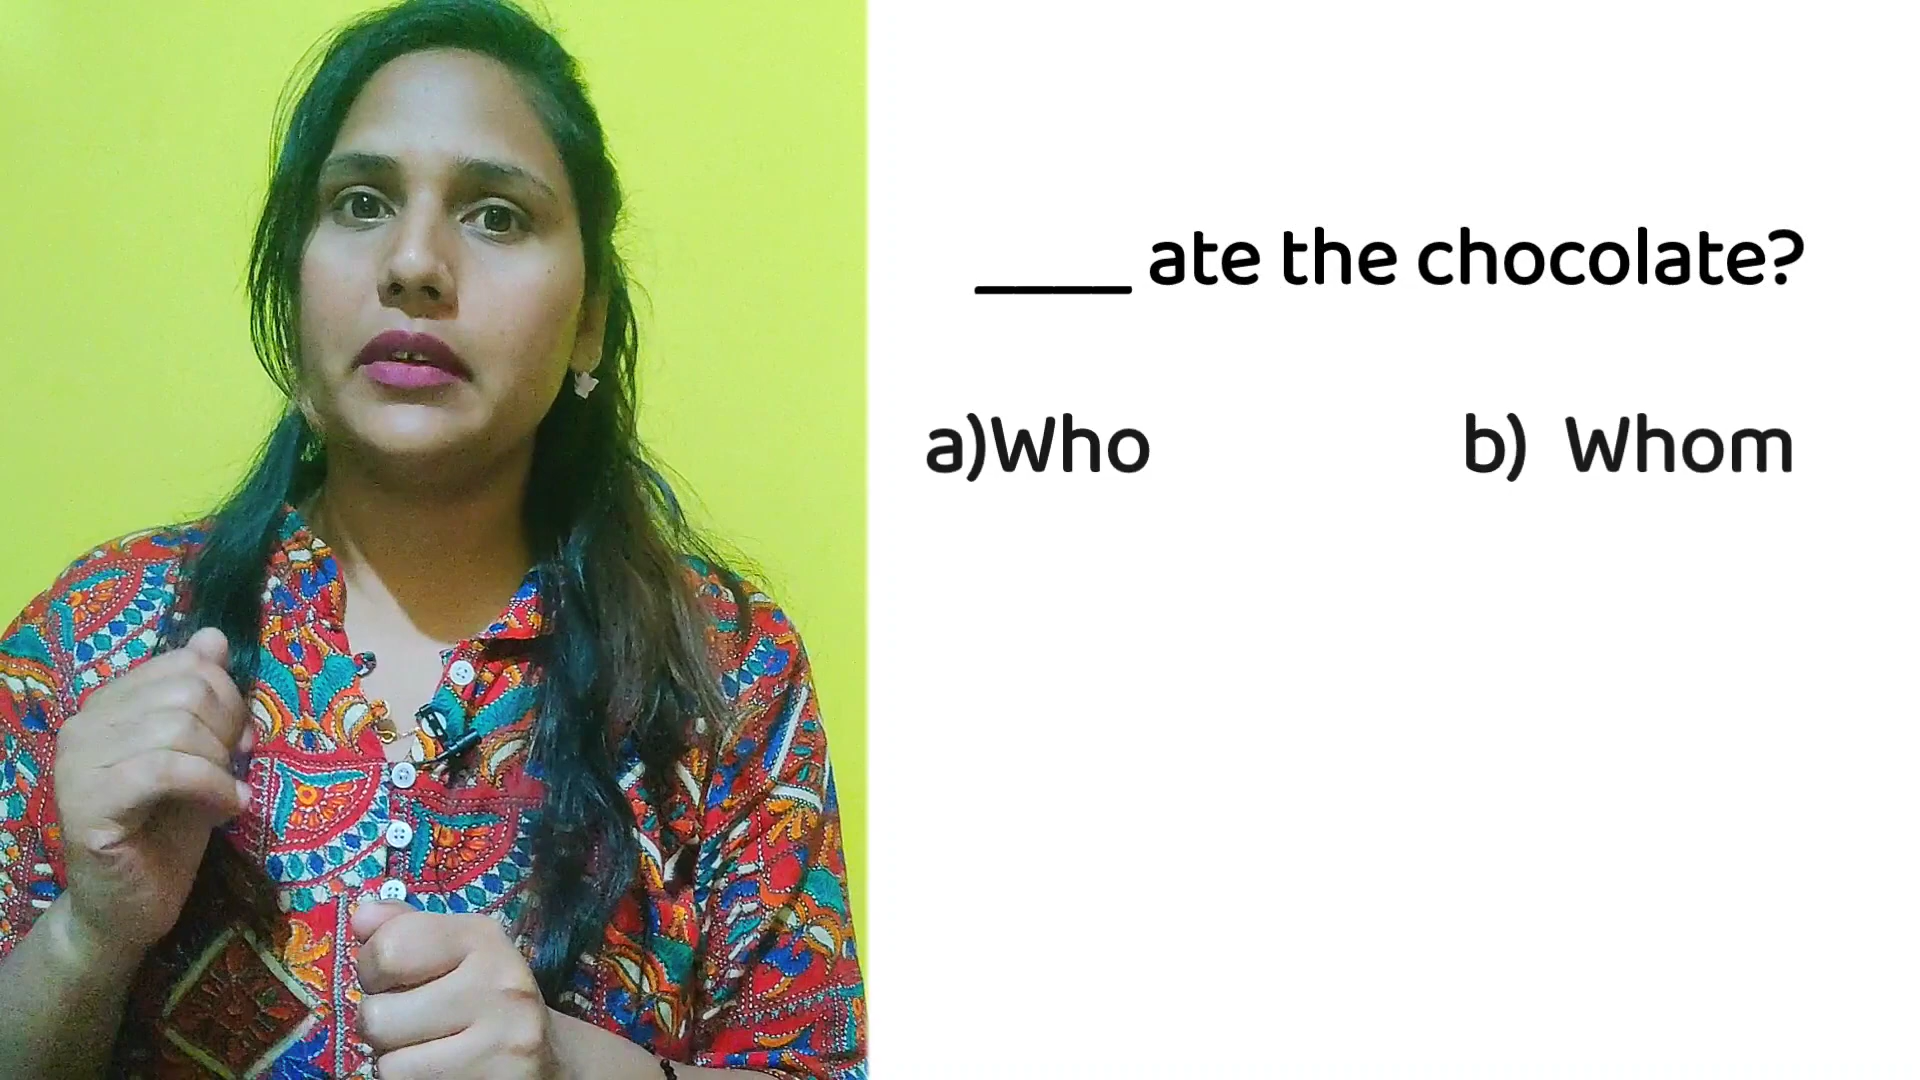 ____ ate the chocolate?
a)Who b) Whom